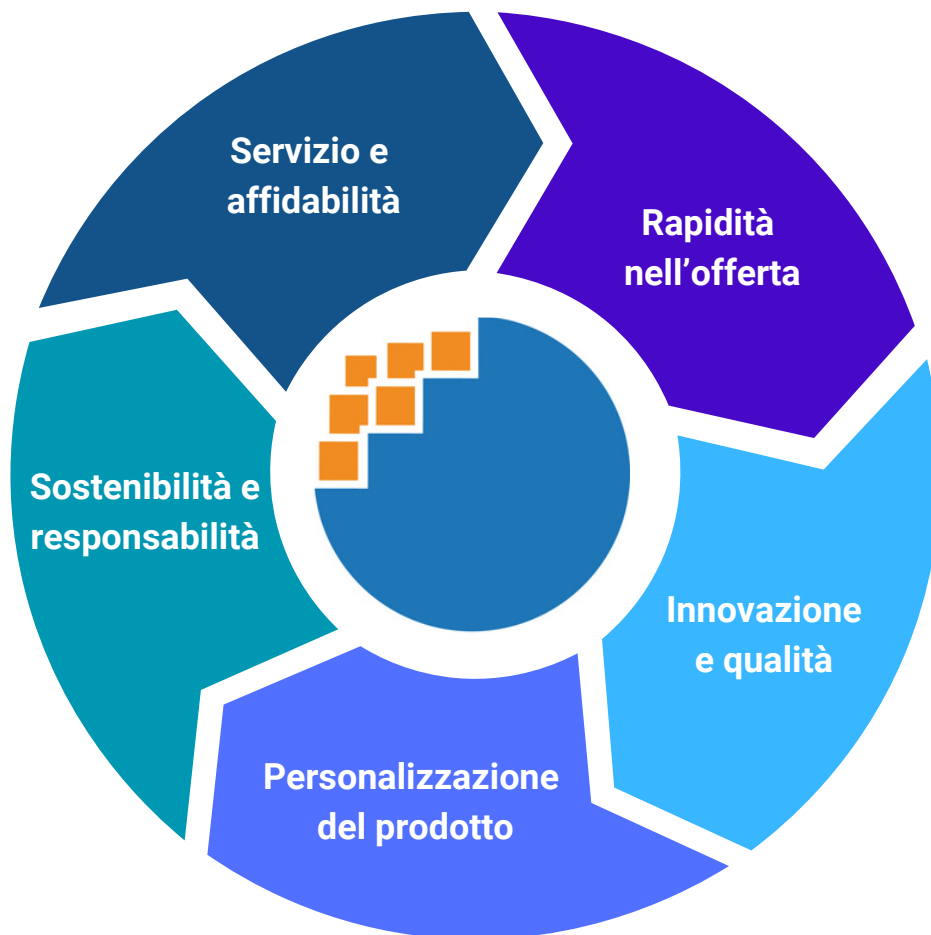 Servizio e
affidabilità
Rapidità
nell’offerta
Innovazione
e qualità
Personalizzazione
del prodotto
Sostenibilità e
responsabilità